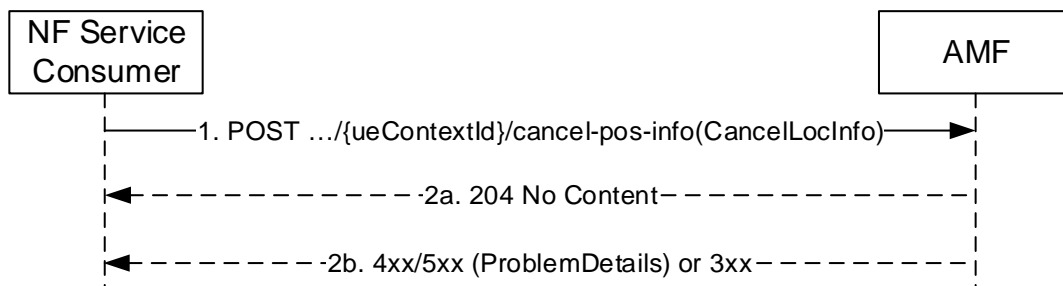 NF Service
Consumer
AMF
1. POST …/{ueContextId}/cancel-pos-info(CancelLocInfo)
2a. 204 No Content
2b. 4xx/5xx (ProblemDetails) or 3xx